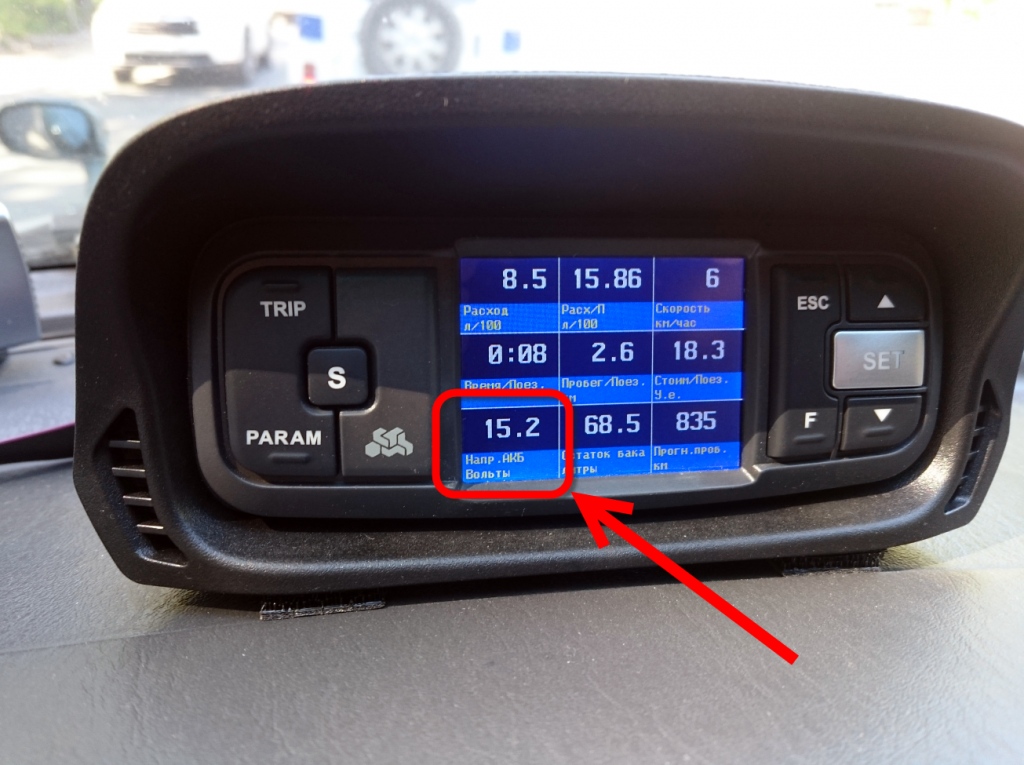 8.5 15.86 6
Расход Расх/П Скорость
л/100 л/100 км/час
0:08 2.6 18.3
Время/Поез. Пробег/Поез. Стоим/Поез.
км У.е.
15.2 68.5 835
Напр.АКБ Остаток бака Прогн.проб.
Вольты литры км
TRIP
S
PARAM
ESC
▲
SET
F
▼